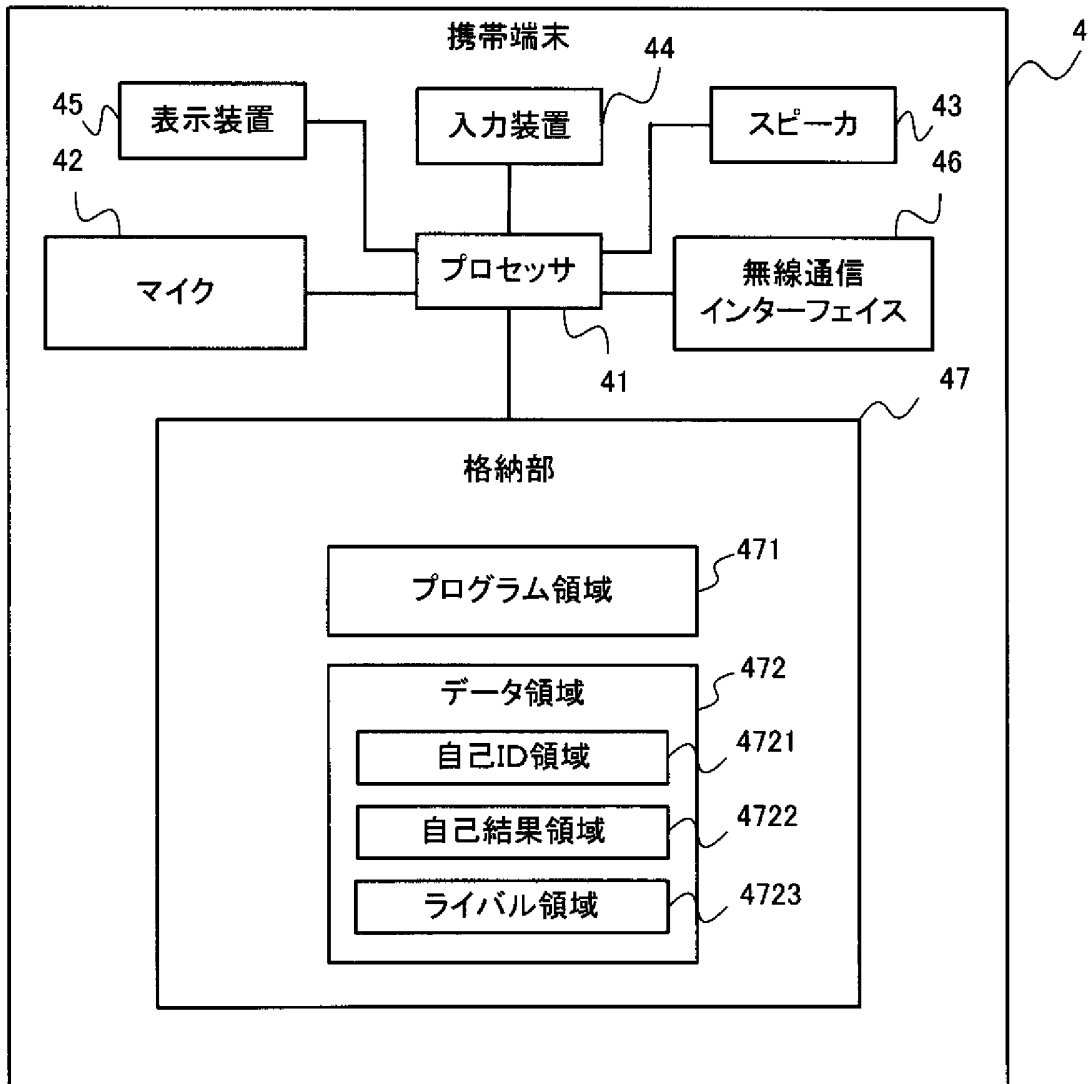 携帯端末
4
44
45
表示装置
入力装置
スピーカ
43
42
46
マイク
プロセッサ
無線通信
インターフェイス
41
47
格納部
プログラム領域
471
データ領域
472
自己ID領域
4721
自己結果領域
4722
ライバル領域
4723